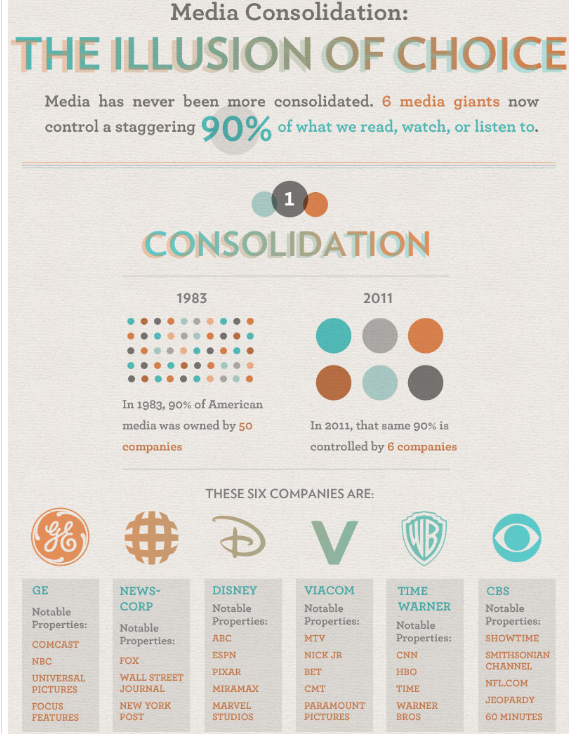 Media Consolidation:
THE ILLUSION OF CHOICE
Media has never been more consolidated. 6 media giants now
control a staggering 90% of what we read, watch, or listen to.
1
CONSOLIDATION
1983
2011
In 1983, 90% of American
media was owned by 50
companies
In 2011, that same 90% is
controlled by 6 companies
THESE SIX COMPANIES ARE:
GE
D
V
WB
GE
Notable
Properties:
COMCAST
NBC
UNIVERSAL
PICTURES
FOCUS
FEATURES
NEWS-
CORP
Notable
Properties:
FOX
WALL STREET
JOURNAL
NEW YORK
POST
DISNEY
Notable
Properties:
ABC
ESPN
PIXAR
MIRAMAX
MARVEL
STUDIOS
VIACOM
Notable
Properties:
MTV
NICK JR
BET
CMT
PARAMOUNT
PICTURES
TIME
WARNER
Notable
Properties:
CNN
HBO
TIME
WARNER
BROS
CBS
Notable
Properties:
SHOWTIME
SMITHSONIAN
CHANNEL
NFL.COM
JEOPARDY
60 MINUTES